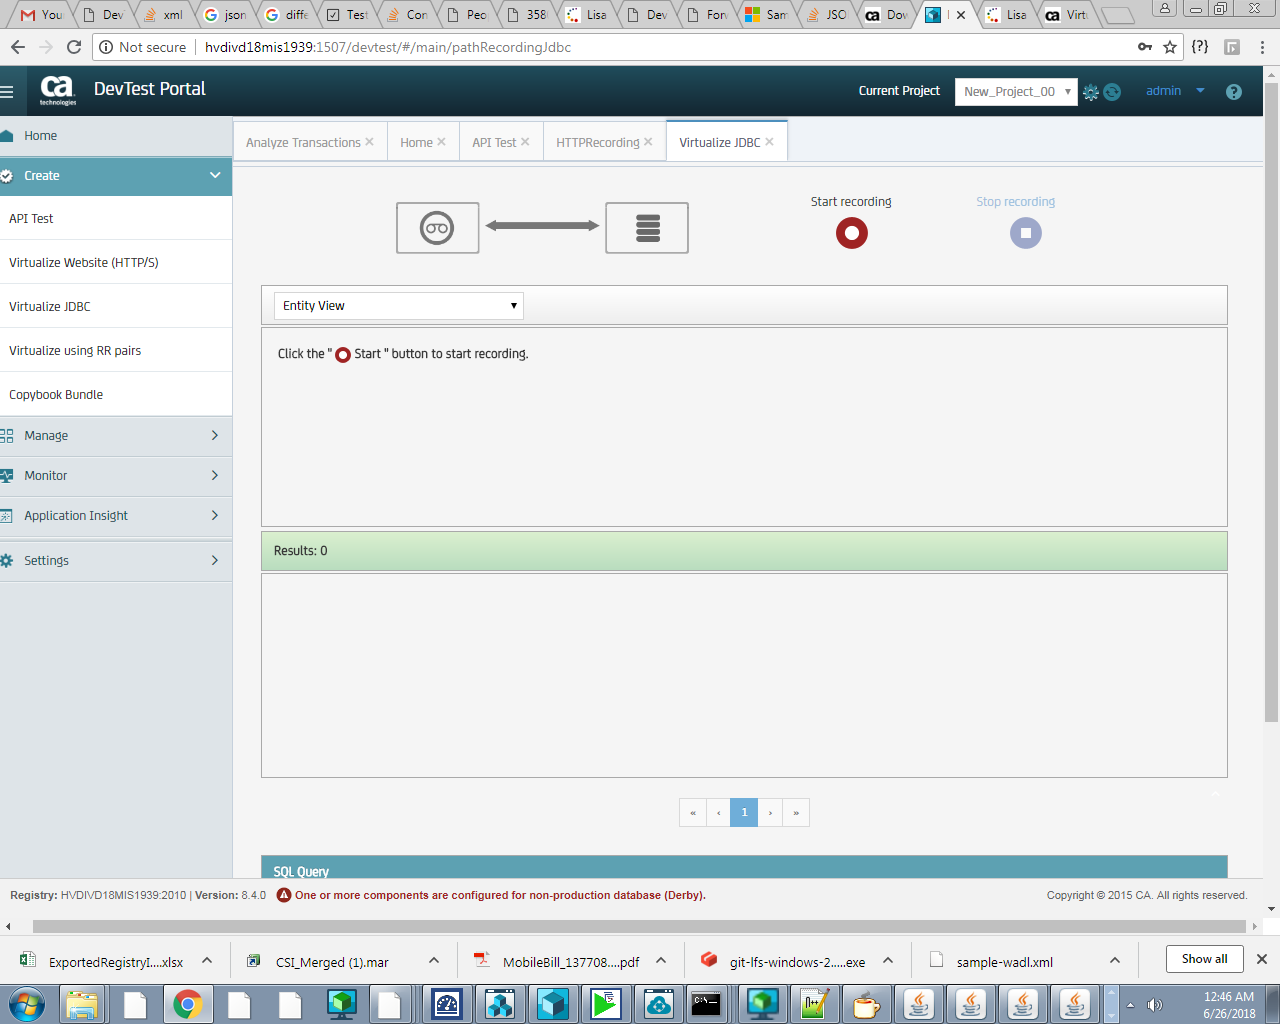 You
Dev
xml
json
diffe
Test
Con
Peo
358
Lisa
Dev
For
Sam
JSO
Dow
Lisa
Virt
Not secure
hvdivd18mis1939:1507/devtest/#/main/pathRecordingJdbc
{?}
ca
technologies
DevTest Portal
Current Project
New_Project_00
admin
?
Home
Create
API Test
Virtualize Website (HTTP/S)
Virtualize JDBC
Virtualize using RR pairs
Copybook Bundle
Manage
Monitor
Application Insight
Settings
Analyze Transactions
Home
API Test
HTTPRecording
Virtualize JDBC
Start recording
Stop recording
Entity View
Click the " Start " button to start recording.
Results: 0
« ‹ 1 › »
SQL Query
Registry: HVDIVD18MIS1939:2010 | Version: 8.4.0
One or more components are configured for non-production database (Derby).
Copyright © 2015 CA. All rights reserved.
ExportedRegistryI....xlsx
CSI_Merged (1).mar
MobileBill_137708....pdf
git-lfs-windows-2.....exe
sample-wadl.xml
Show all
12:46 AM
6/26/2018